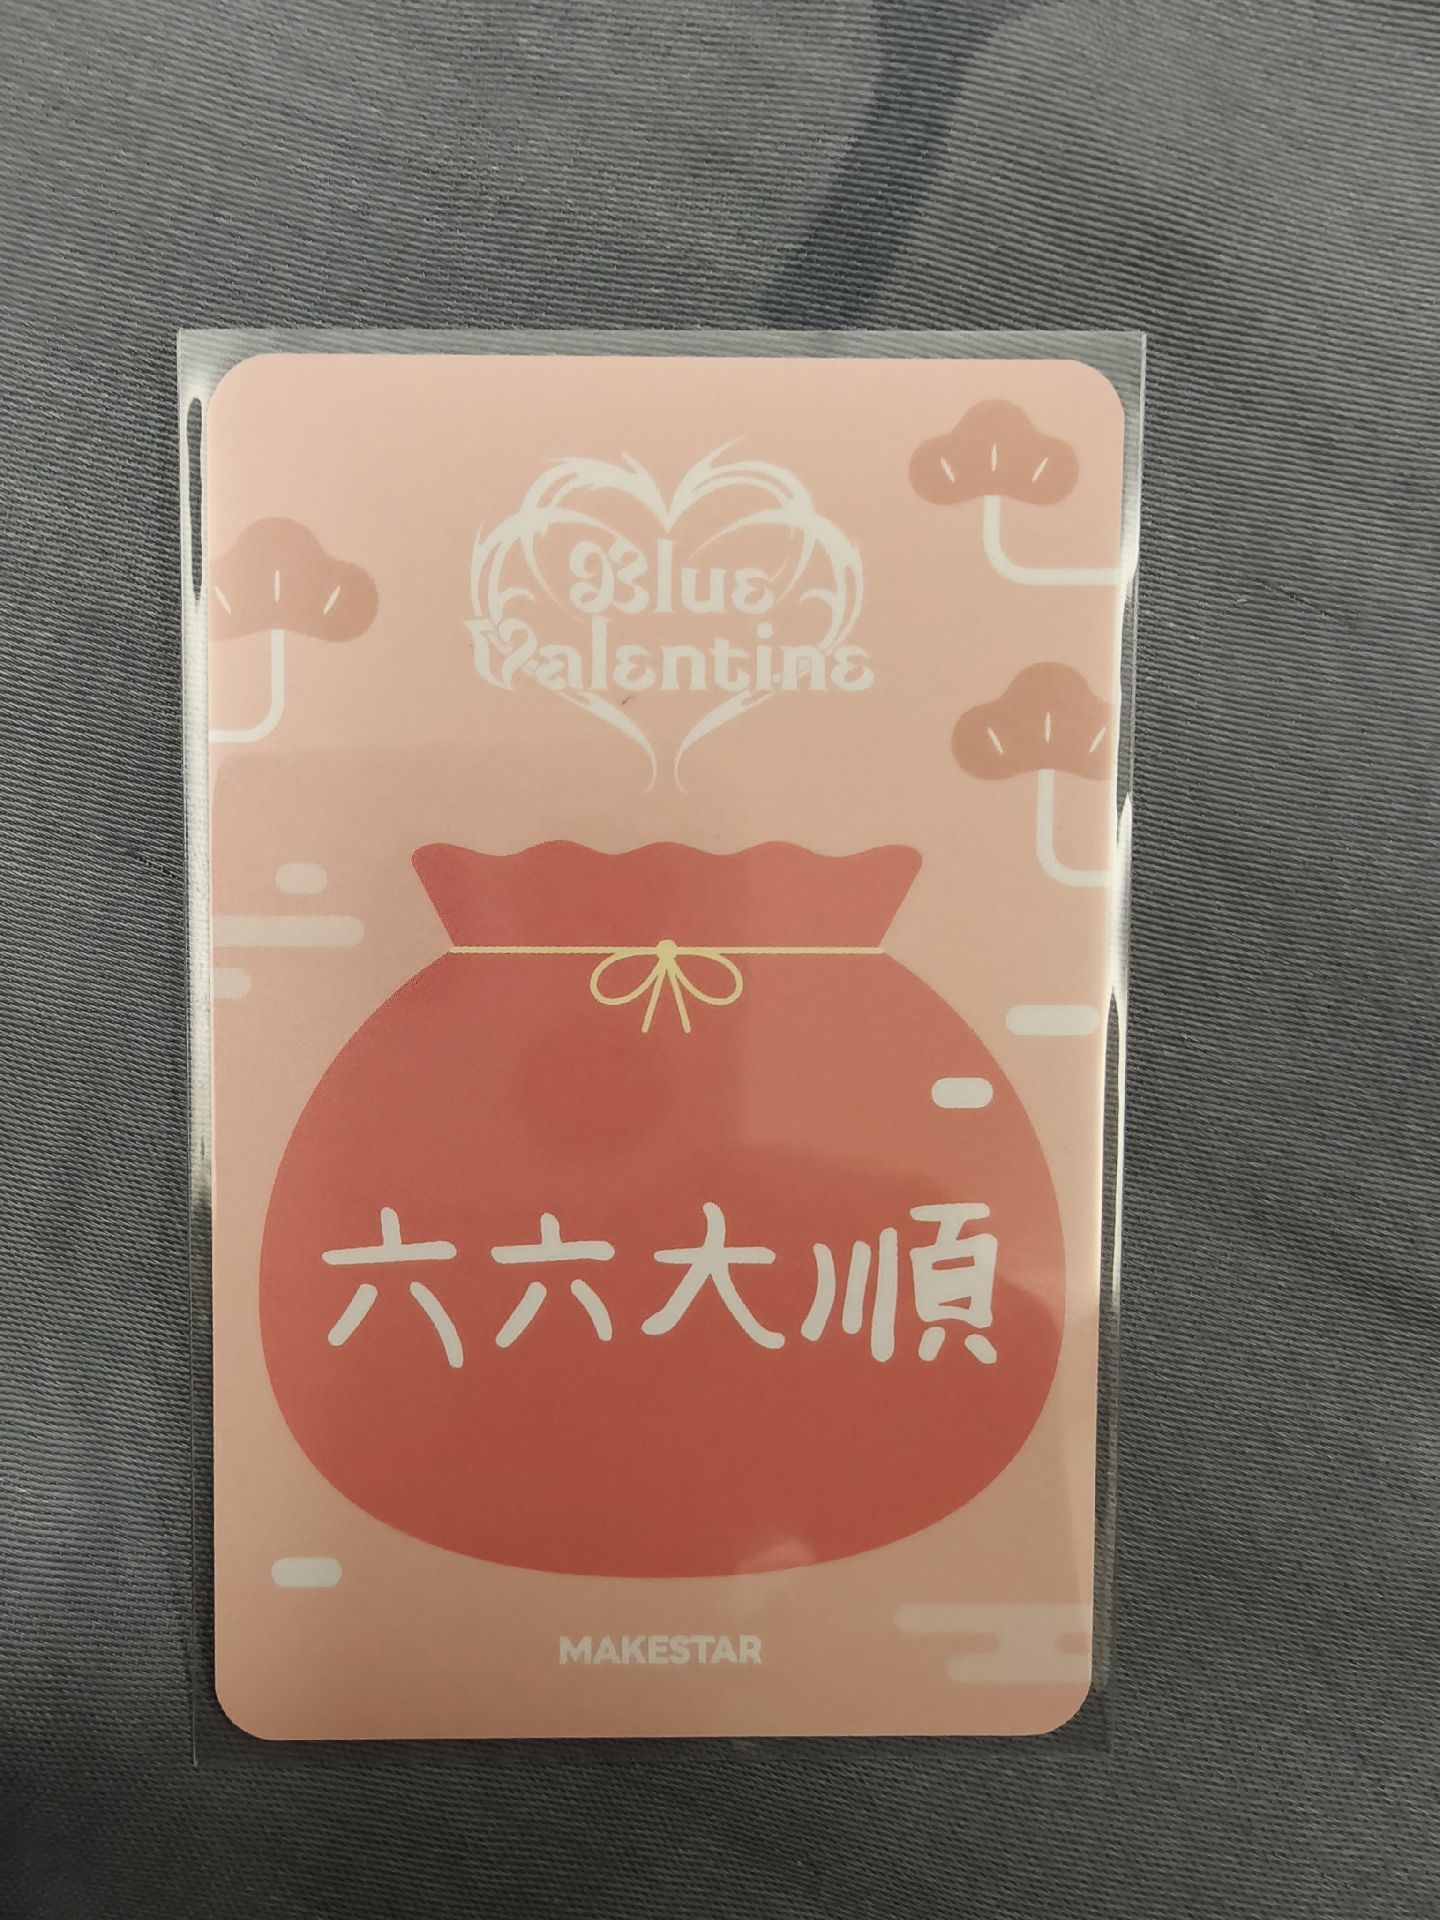 Blue
Valentine
六六大順
MAKESTAR